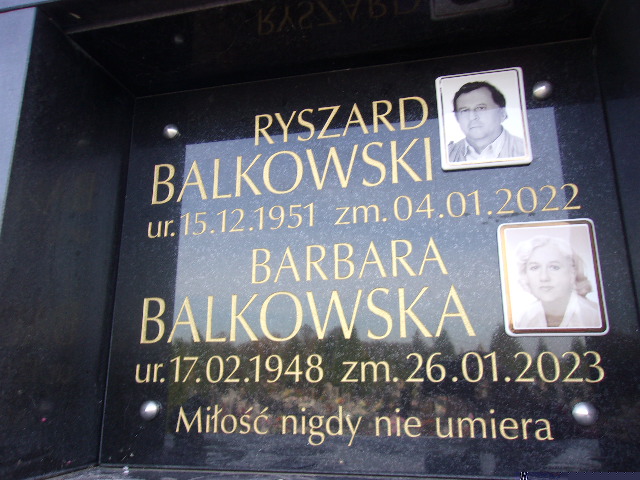 RYSZARD
BALKOWSKI
ur. 15.12.1951 zm. 04.01.2022
BARBARA
BALKOWSKA
ur. 17.02.1948 zm. 26.01.2023
Miłość nigdy nie umiera